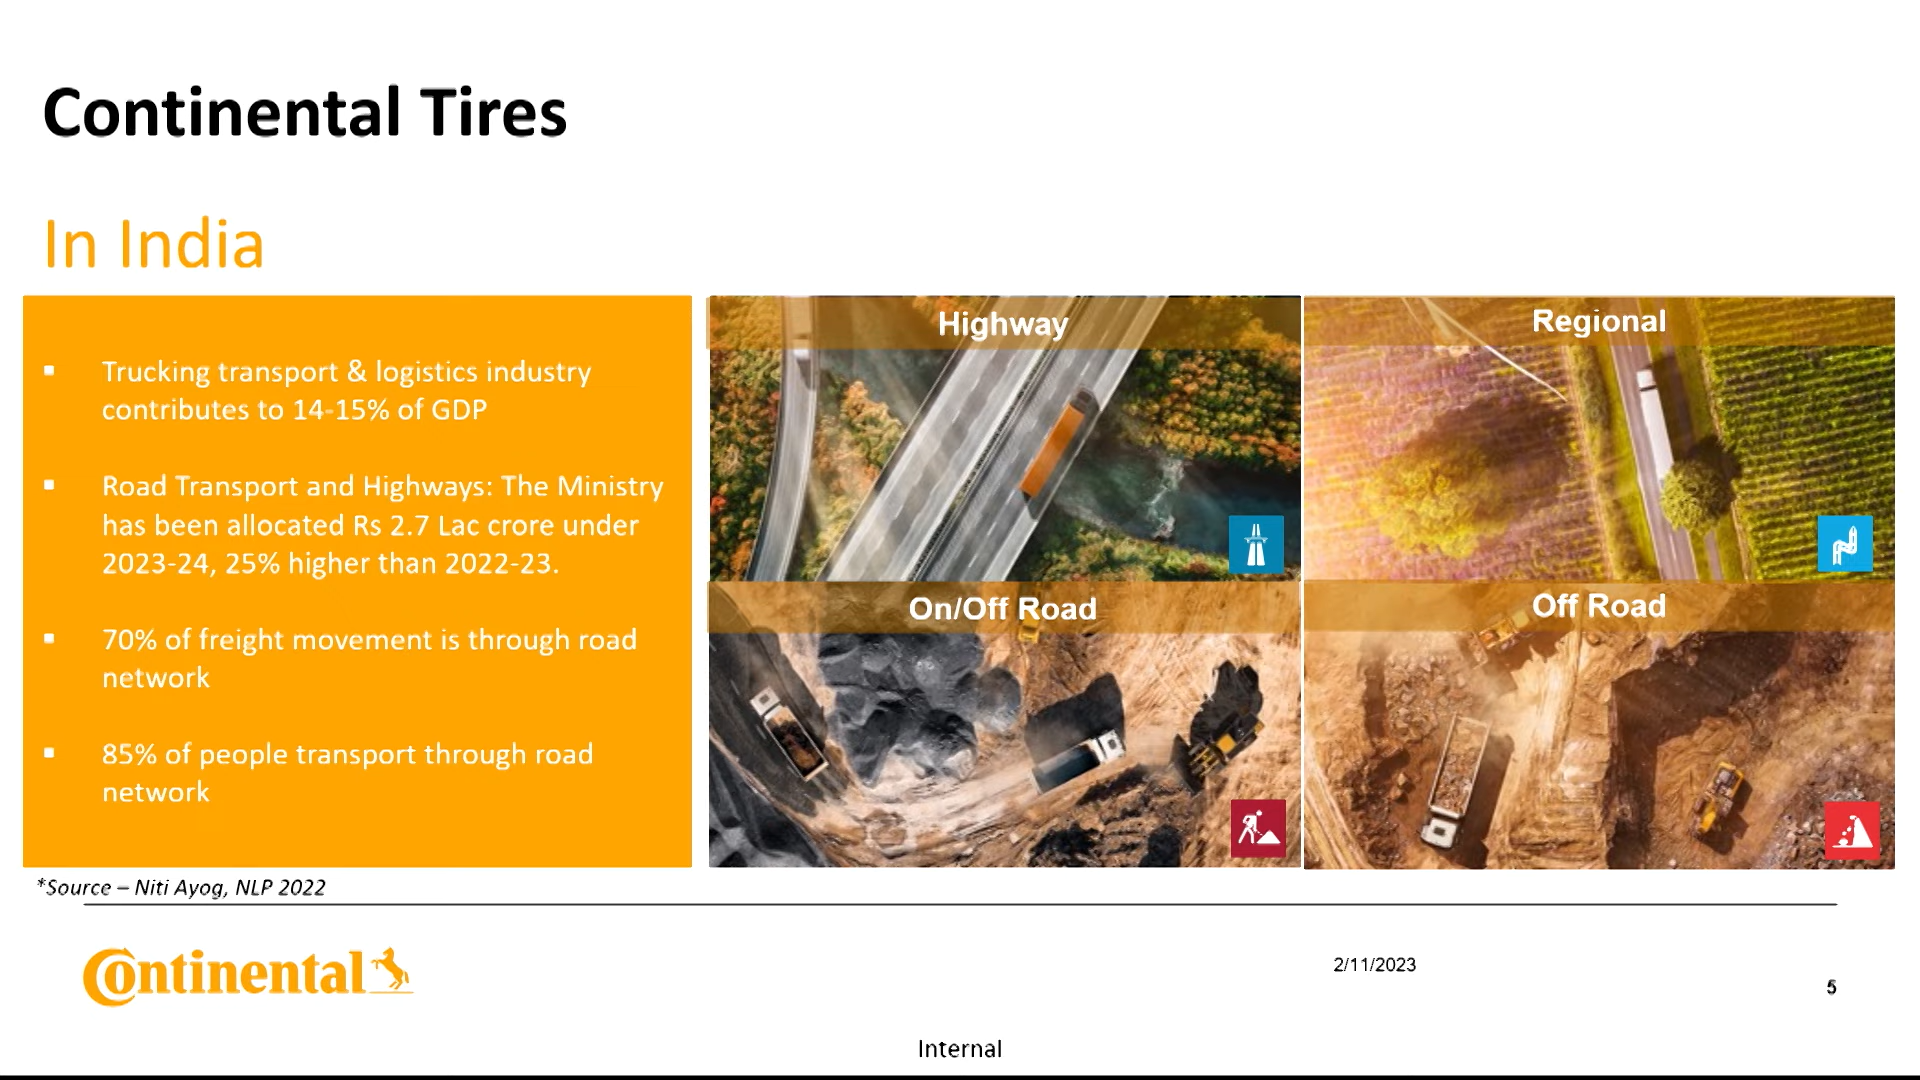 Continental Tires
In India
▪ Trucking transport & logistics industry
contributes to 14-15% of GDP
▪ Road Transport and Highways: The Ministry
has been allocated Rs 2.7 Lac crore under
2023-24, 25% higher than 2022-23.
▪ 70% of freight movement is through road
network
▪ 85% of people transport through road
network
Highway
Regional
On/Off Road
Off Road
*Source – Niti Ayog, NLP 2022
Continental
2/11/2023
5
Internal